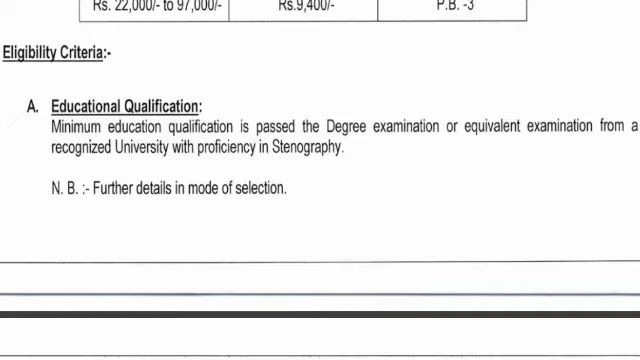 Rs. 22,000/- to 97,000/- Rs.9,400/- P.B. -3
Eligibility Criteria:-
A. Educational Qualification:
Minimum education qualification is passed the Degree examination or equivalent examination from a
recognized University with proficiency in Stenography.
N. B. :- Further details in mode of selection.